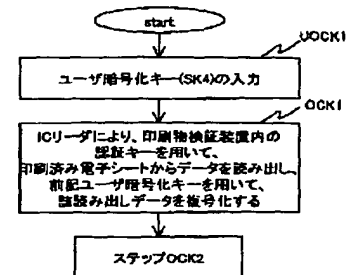 start
UOCK1
ユーザ暗号化キー(SK4)の入力
OCK1
ICリーダにより、印刷物検証装置内の
認証キーを用いて、
印刷済み電子シートからデータを読み出し、
前記ユーザ暗号化キーを用いて、
該読み出しデータを復号化する
ステップOCK2